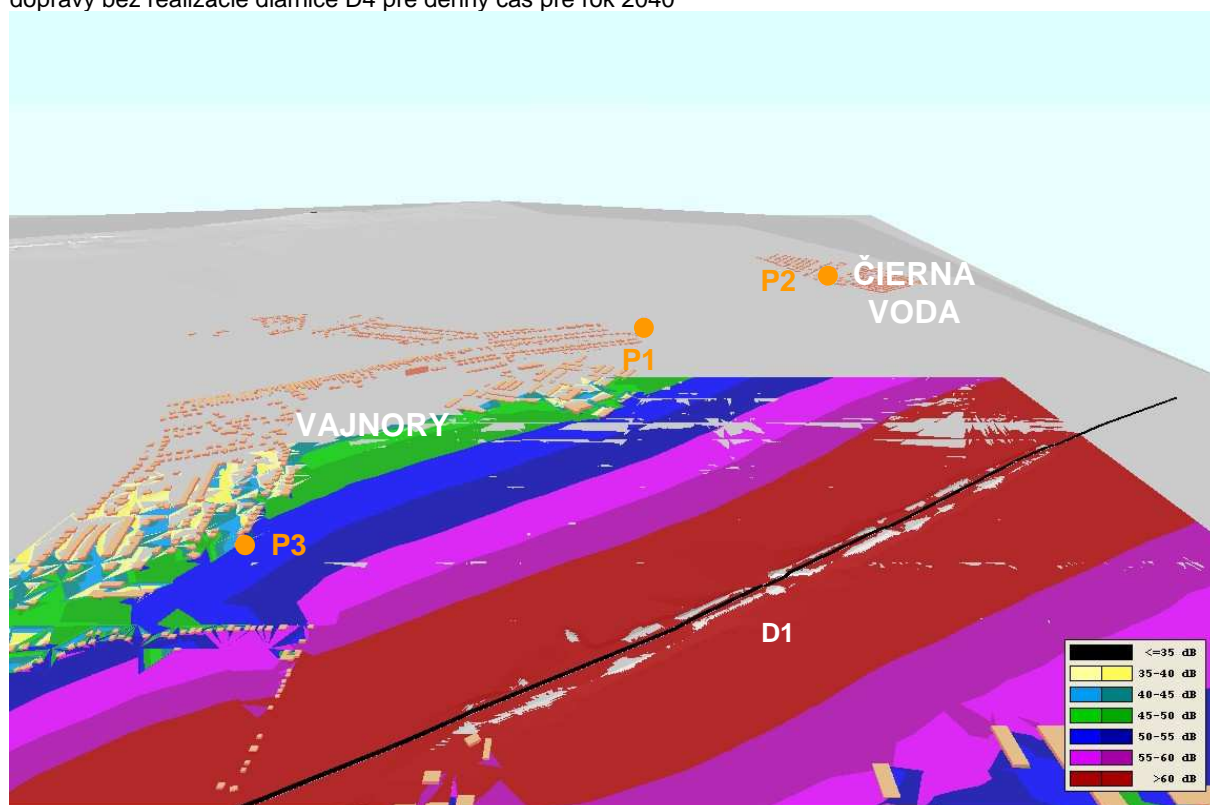 dopravy bez realizácie diaľnice D4 pre denný čas pre rok 2040
P2
ČIERNA
VODA
P1
VAJNORY
P3
D1
<=35 dB
35-40 dB
40-45 dB
45-50 dB
50-55 dB
55-60 dB
>60 dB